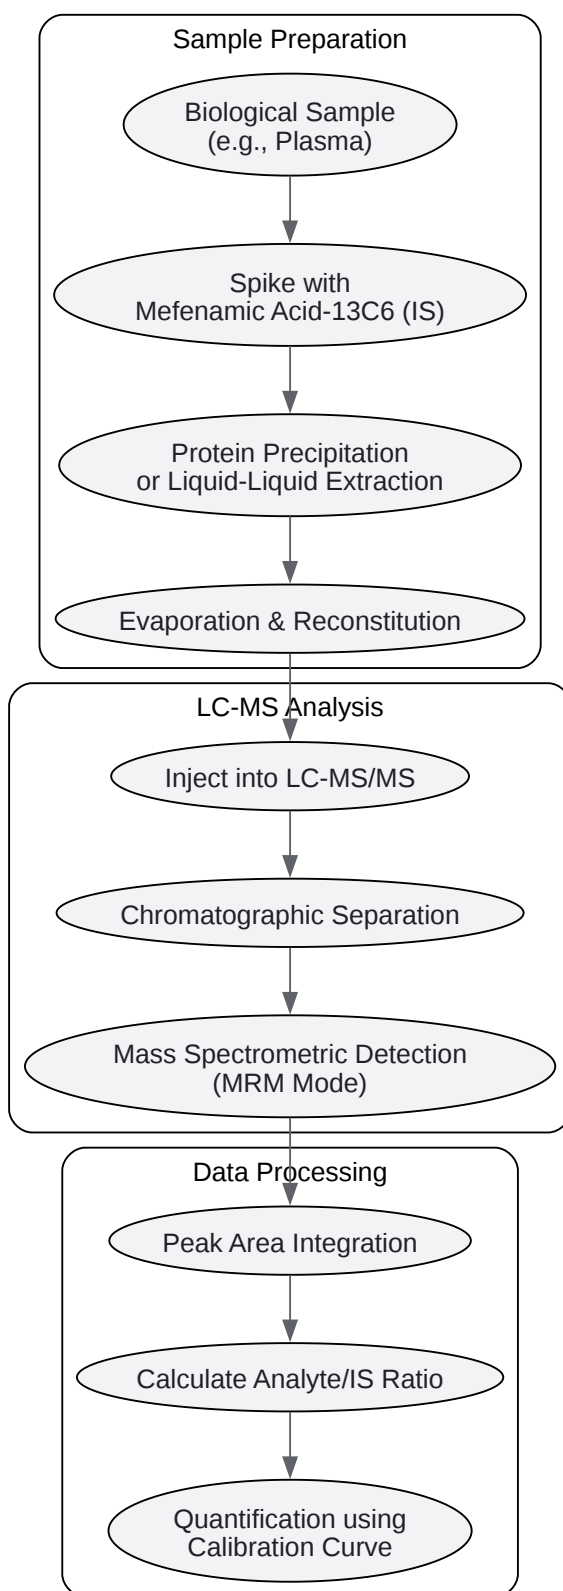 Sample Preparation
Biological Sample
(e.g., Plasma)
Spike with
Mefenamic Acid-13C6 (IS)
Protein Precipitation
or Liquid-Liquid Extraction
Evaporation & Reconstitution
LC-MS Analysis
Inject into LC-MS/MS
Chromatographic Separation
Mass Spectrometric Detection
(MRM Mode)
Data Processing
Peak Area Integration
Calculate Analyte/IS Ratio
Quantification using
Calibration Curve